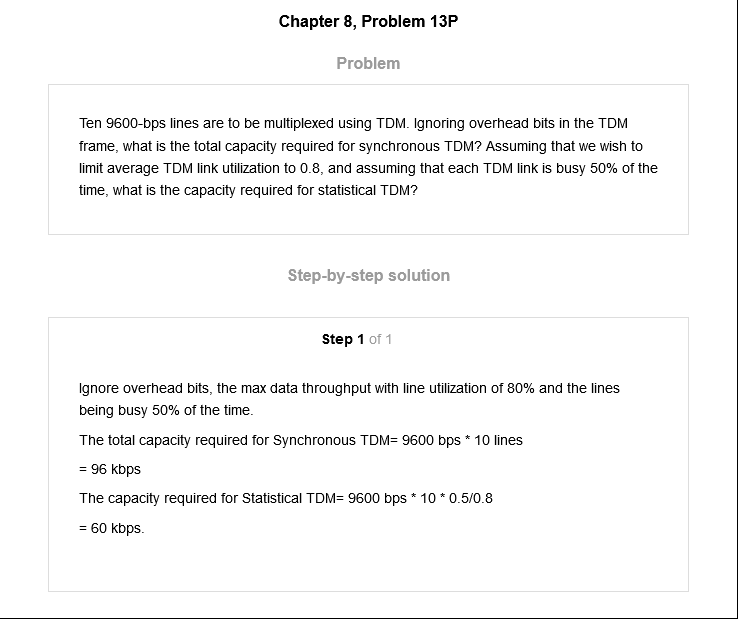 Chapter 8, Problem 13P
Problem
Ten 9600-bps lines are to be multiplexed using TDM. Ignoring overhead bits in the TDM
frame, what is the total capacity required for synchronous TDM? Assuming that we wish to
limit average TDM link utilization to 0.8, and assuming that each TDM link is busy 50% of the
time, what is the capacity required for statistical TDM?
Step-by-step solution
Step 1 of 1
Ignore overhead bits, the max data throughput with line utilization of 80% and the lines
being busy 50% of the time.
The total capacity required for Synchronous TDM= 9600 bps * 10 lines
= 96 kbps
The capacity required for Statistical TDM= 9600 bps * 10 * 0.5/0.8
= 60 kbps.